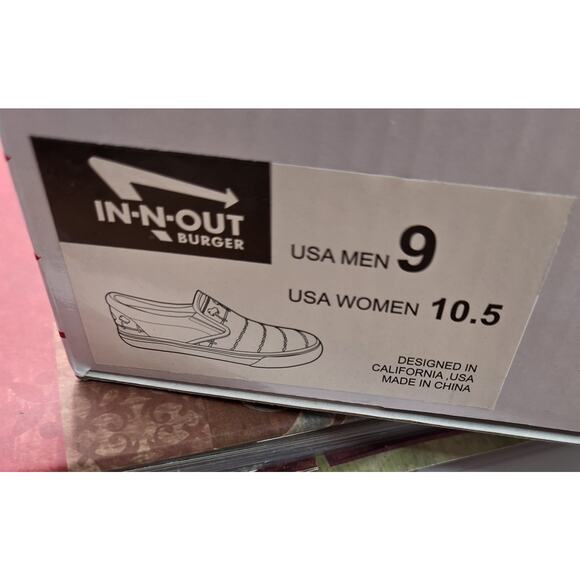 IN-N-OUT
BURGER
USA MEN 9
USA WOMEN 10.5
DESIGNED IN
CALIFORNIA ,USA
MADE IN CHINA